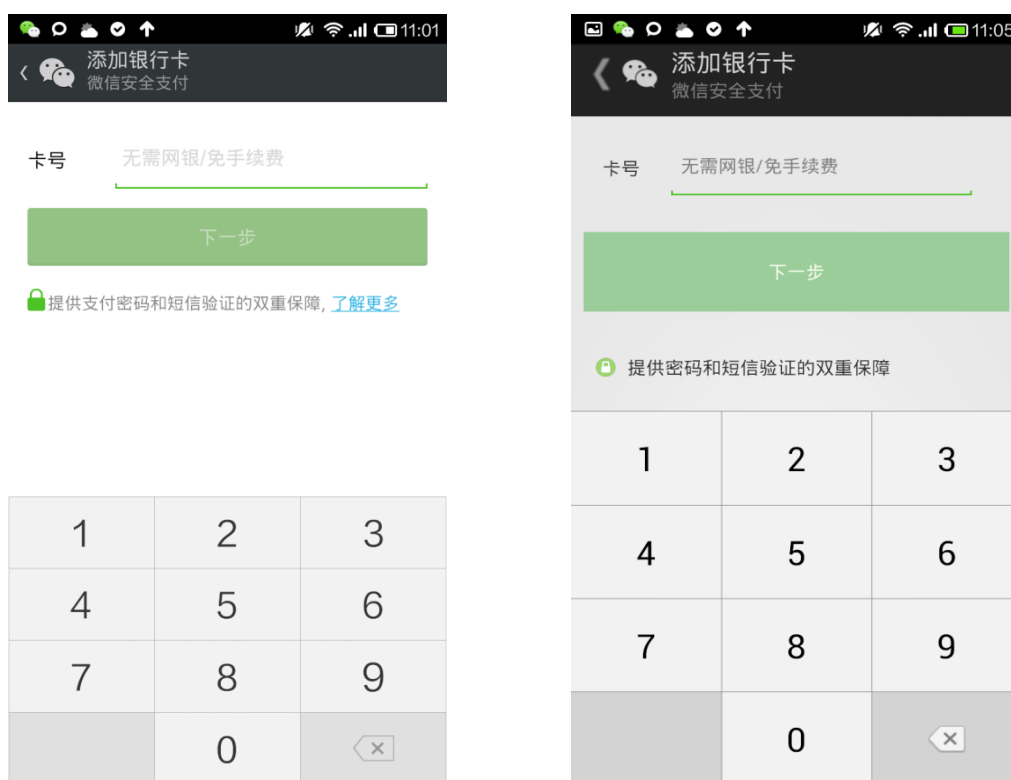 11:01
添加银行卡
微信安全支付
卡号 无需网银/免手续费
下一步
提供支付密码和短信验证的双重保障, 了解更多
1 2 3
4 5 6
7 8 9
0
11:05
添加银行卡
微信安全支付
卡号 无需网银/免手续费
下一步
提供密码和短信验证的双重保障
1 2 3
4 5 6
7 8 9
0